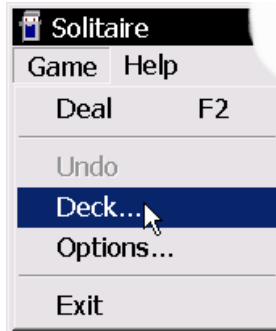 Solitaire
Game Help
Deal F2
Undo
Deck...
Options...
Exit